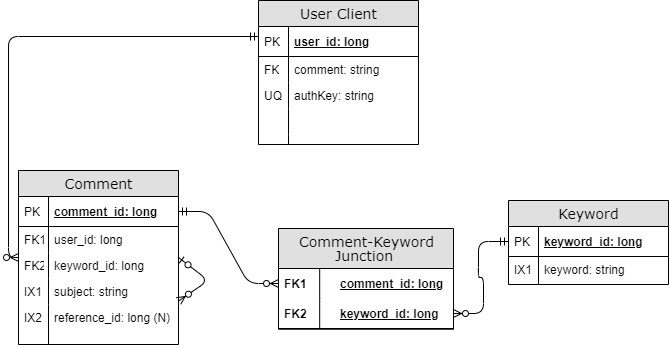 User Client
PK user_id: long
FK comment: string
UQ authKey: string
Comment
PK comment_id: long
FK1 user_id: long
FK2 keyword_id: long
IX1 subject: string
IX2 reference_id: long (N)
Comment-Keyword
Junction
FK1 comment_id: long
FK2 keyword_id: long
Keyword
PK keyword_id: long
IX1 keyword: string